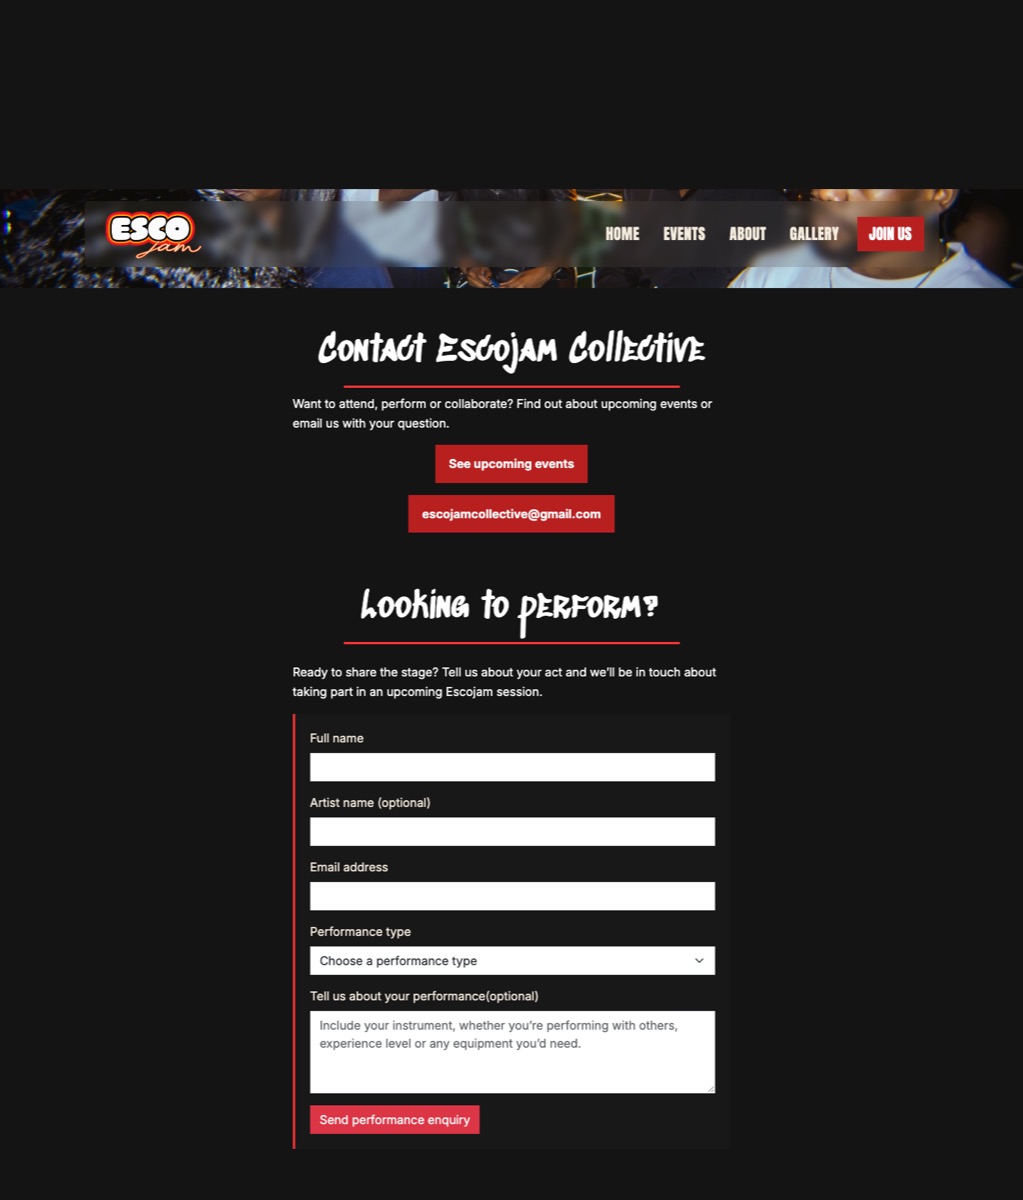 ESCO
jam
HOME EVENTS ABOUT GALLERY JOIN US
Contact Escojam Collective
Want to attend, perform or collaborate? Find out about upcoming events or
email us with your question.
See upcoming events
escojamcollective@gmail.com
Looking to perform?
Ready to share the stage? Tell us about your act and we'll be in touch about
taking part in an upcoming Escojam session.
Full name
Artist name (optional)
Email address
Performance type
Choose a performance type
Tell us about your performance(optional)
Include your instrument, whether you're performing with others,
experience level or any equipment you'd need.
Send performance enquiry